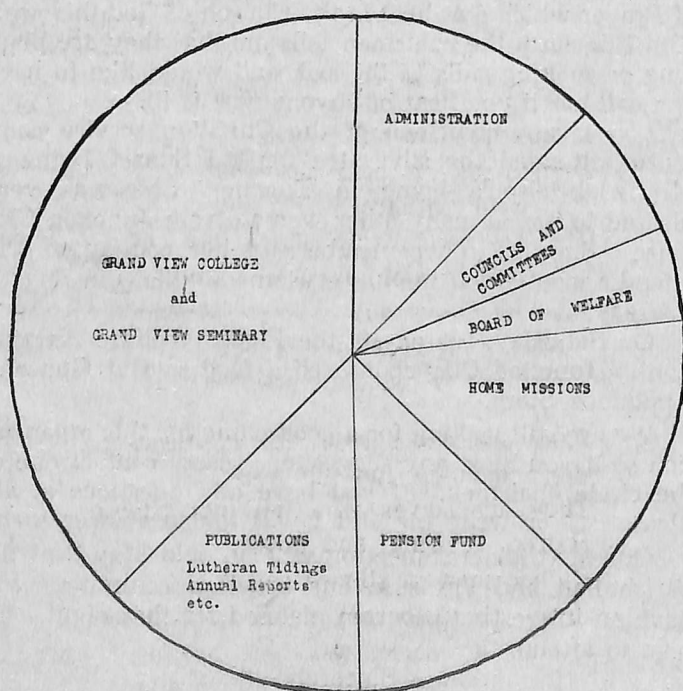 ADMINISTRATION
COUNCILS AND
COMMITTEES
BOARD OF WELFARE
HOME MISSIONS
PENSION FUND
PUBLICATIONS
Lutheran Tidings
Annual Reports
etc.
GRAND VIEW COLLEGE
and
GRAND VIEW SEMINARY